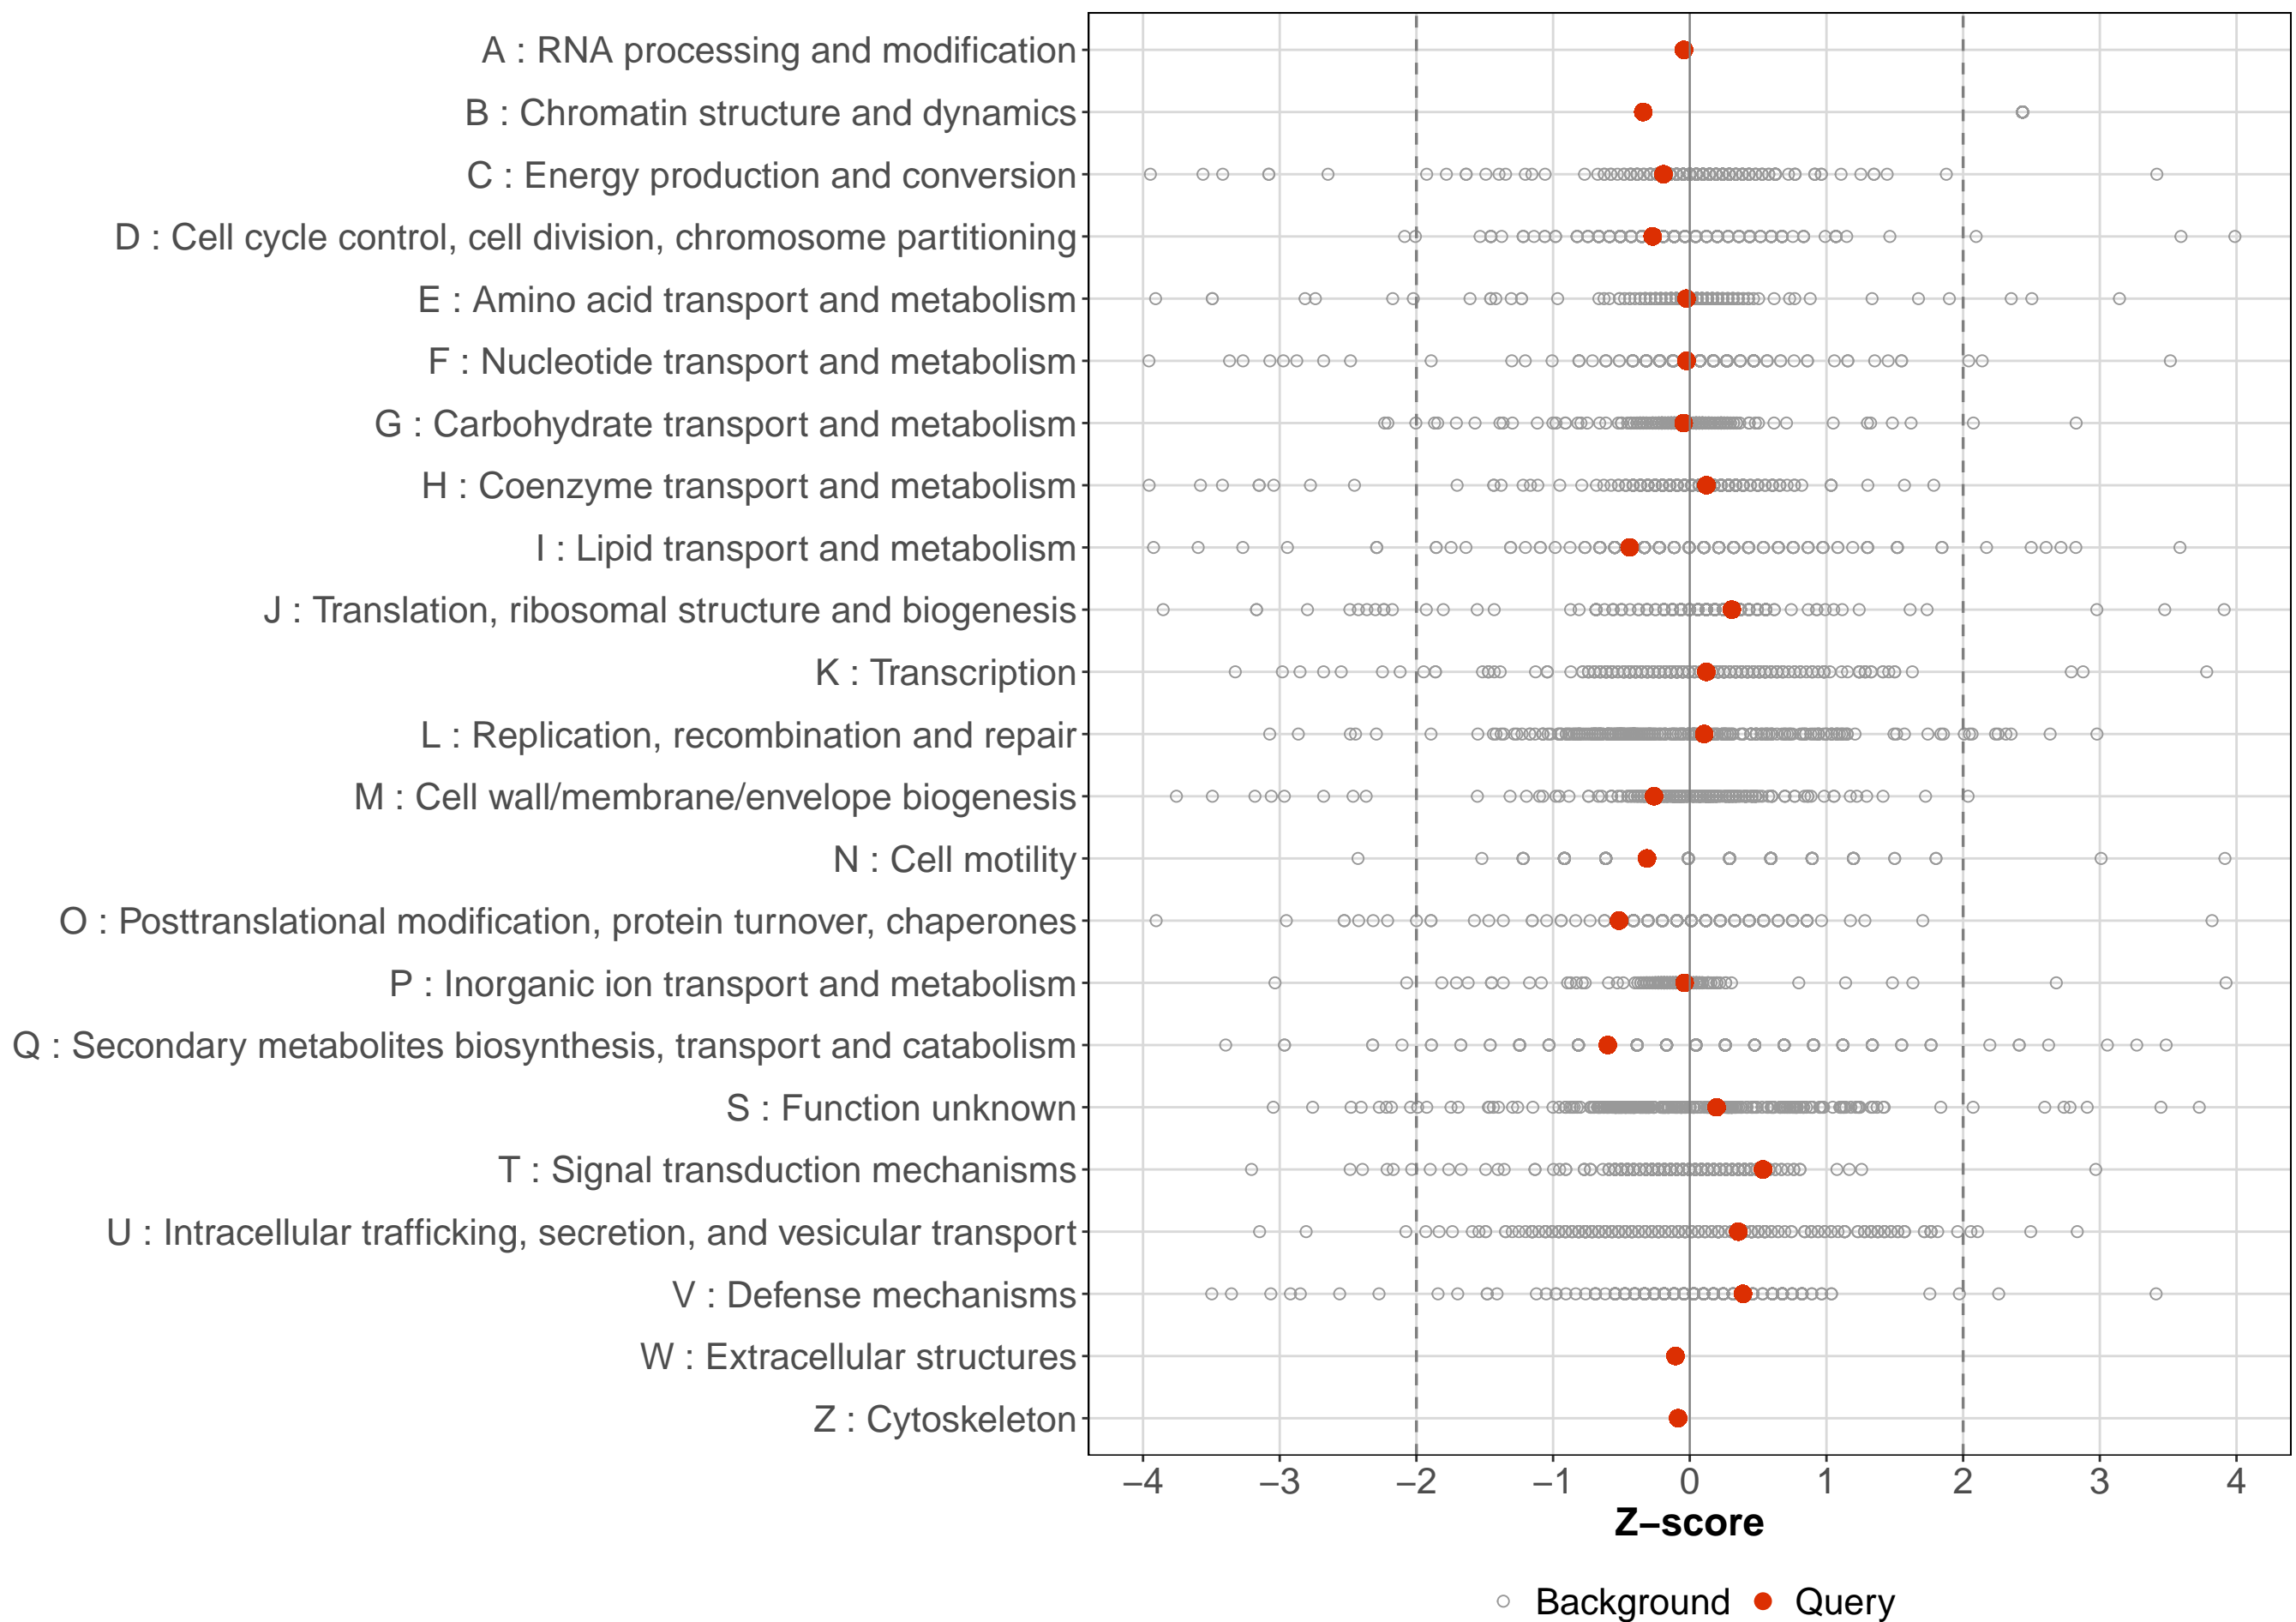 A : RNA processing and modification
B : Chromatin structure and dynamics
C : Energy production and conversion
D : Cell cycle control, cell division, chromosome partitioning
E : Amino acid transport and metabolism
F : Nucleotide transport and metabolism
G : Carbohydrate transport and metabolism
H : Coenzyme transport and metabolism
I : Lipid transport and metabolism
J : Translation, ribosomal structure and biogenesis
K : Transcription
L : Replication, recombination and repair
M : Cell wall/membrane/envelope biogenesis
N : Cell motility
O : Posttranslational modification, protein turnover, chaperones
P : Inorganic ion transport and metabolism
Q : Secondary metabolites biosynthesis, transport and catabolism
S : Function unknown
T : Signal transduction mechanisms
U : Intracellular trafficking, secretion, and vesicular transport
V : Defense mechanisms
W : Extracellular structures
Z : Cytoskeleton
−4 −3 −2 −1 0 1 2 3 4
Z−score
Background Query